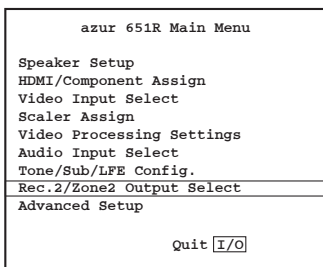 azur 651R Main Menu
Speaker Setup
HDMI/Component Assign
Video Input Select
Scaler Assign
Video Processing Settings
Audio Input Select
Tone/Sub/LFE Config.
Rec.2/Zone2 Output Select
Advanced Setup
Quit I/O